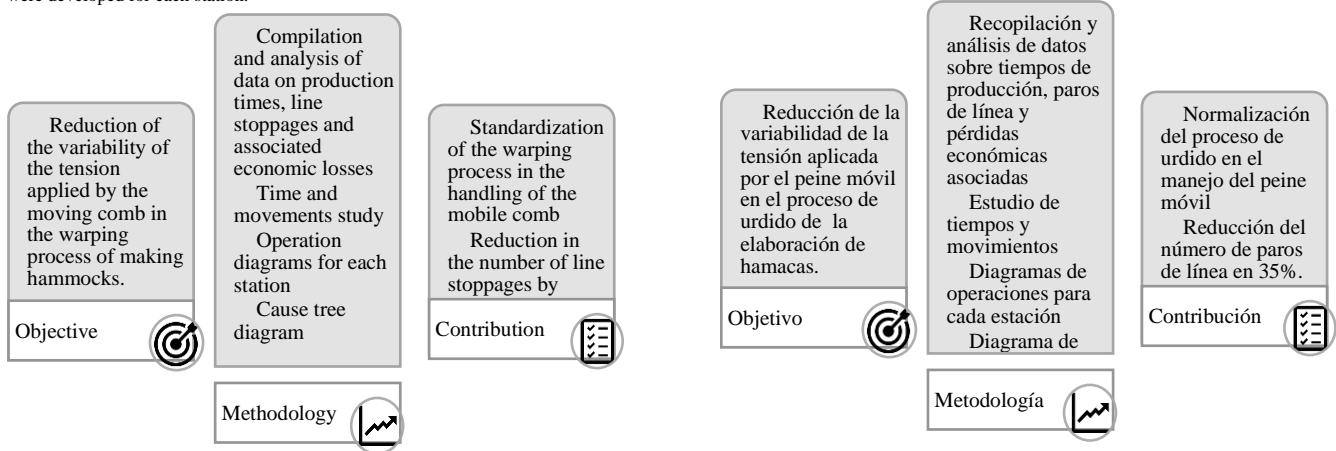 were developed for each station.
Reduction of
the variability of
the tension
applied by the
moving comb in
the warping
process of making
hammocks.
Objective
Compilation
and analysis of
data on production
times, line
stoppages and
associated
economic losses
Time and
movements study
Operation
diagrams for each
station
Cause tree
diagram
Methodology
Standardization
of the warping
process in the
handling of the
mobile comb
Reduction in
the number of line
stoppages by
Contribution
Reducción de la
variabilidad de la
tensión aplicada
por el peine móvil
en el proceso de
urdido de la
elaboración de
hamacas.
Objetivo
Recopilación y
análisis de datos
sobre tiempos de
producción, paros
de línea y
pérdidas
económicas
asociadas
Estudio de
tiempos y
movimientos
Diagramas de
operaciones para
cada estación
Diagrama de
Metodología
Normalización
del proceso de
urdido en el
manejo del peine
móvil
Reducción del
número de paros
de línea en 35%.
Contribución